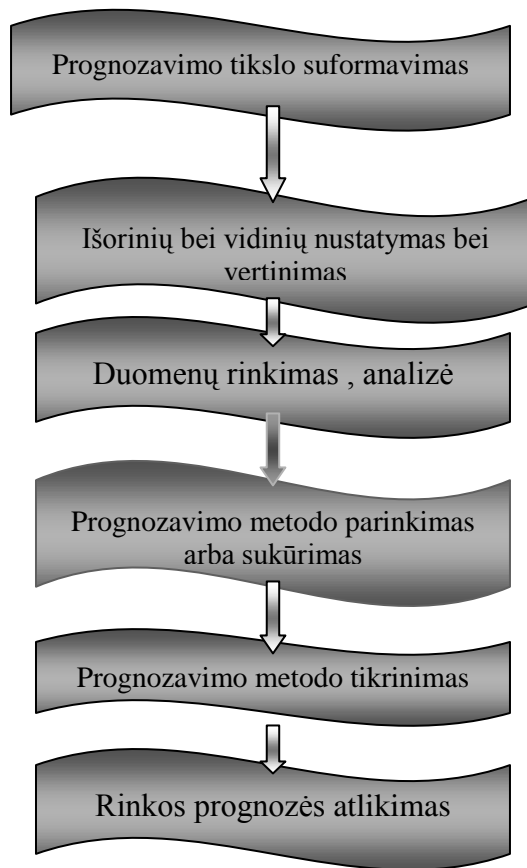 Prognozavimo tikslo suformavimas
Išorinių bei vidinių nustatymas bei
vertinimas
Duomenų rinkimas , analizė
Prognozavimo metodo parinkimas
arba sukūrimas
Prognozavimo metodo tikrinimas
Rinkos prognozės atlikimas